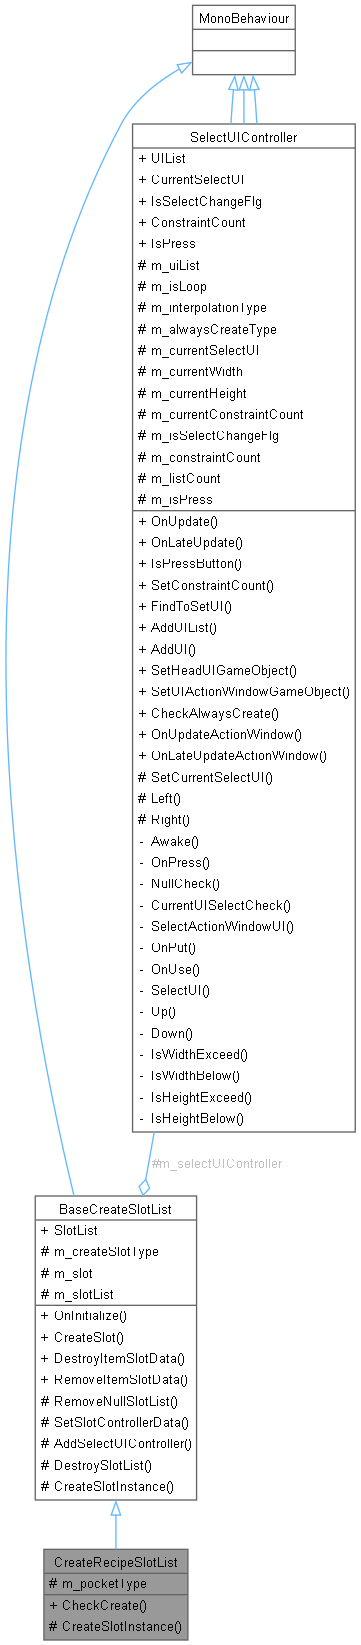 MonoBehaviour
SelectUIController
+ UIList
+ CurrentSelectUI
+ IsSelectChangeFlg
+ ConstraintCount
+ IsPress
# m_uiList
# m_isLoop
# m_interpolationType
# m_alwaysCreateType
# m_currentSelectUI
# m_currentWidth
# m_currentHeight
# m_currentConstraintCount
# m_isSelectChangeFlg
# m_constraintCount
# m_listCount
# m_isPress
+ OnUpdate()
+ OnLateUpdate()
+ IsPressButton()
+ SetConstraintCount()
+ FindToSetUI()
+ AddUIList()
+ AddUI()
+ SetHeadUIGameObject()
+ SetUIActionWindowGameObject()
+ CheckAlwaysCreate()
+ OnUpdateActionWindow()
+ OnLateUpdateActionWindow()
# SetCurrentSelectUI()
# Left()
# Right()
- Awake()
- OnPress()
- NullCheck()
- CurrentUISelectCheck()
- SelectActionWindowUI()
- OnPut()
- OnUse()
- SelectUI()
- Up()
- Down()
- IsWidthExceed()
- IsWidthBelow()
- IsHeightExceed()
- IsHeightBelow()
#m_selectUIController
BaseCreateSlotList
+ SlotList
# m_createSlotType
# m_slot
# m_slotList
+ OnInitialize()
+ CreateSlot()
+ DestroyItemSlotData()
+ RemoveItemSlotData()
# RemoveNullSlotList()
# SetSlotControllerData()
# AddSelectUIController()
# DestroySlotList()
# CreateSlotInstance()
CreateRecipeSlotList
# m_pocketType
+ CheckCreate()
# CreateSlotInstance()